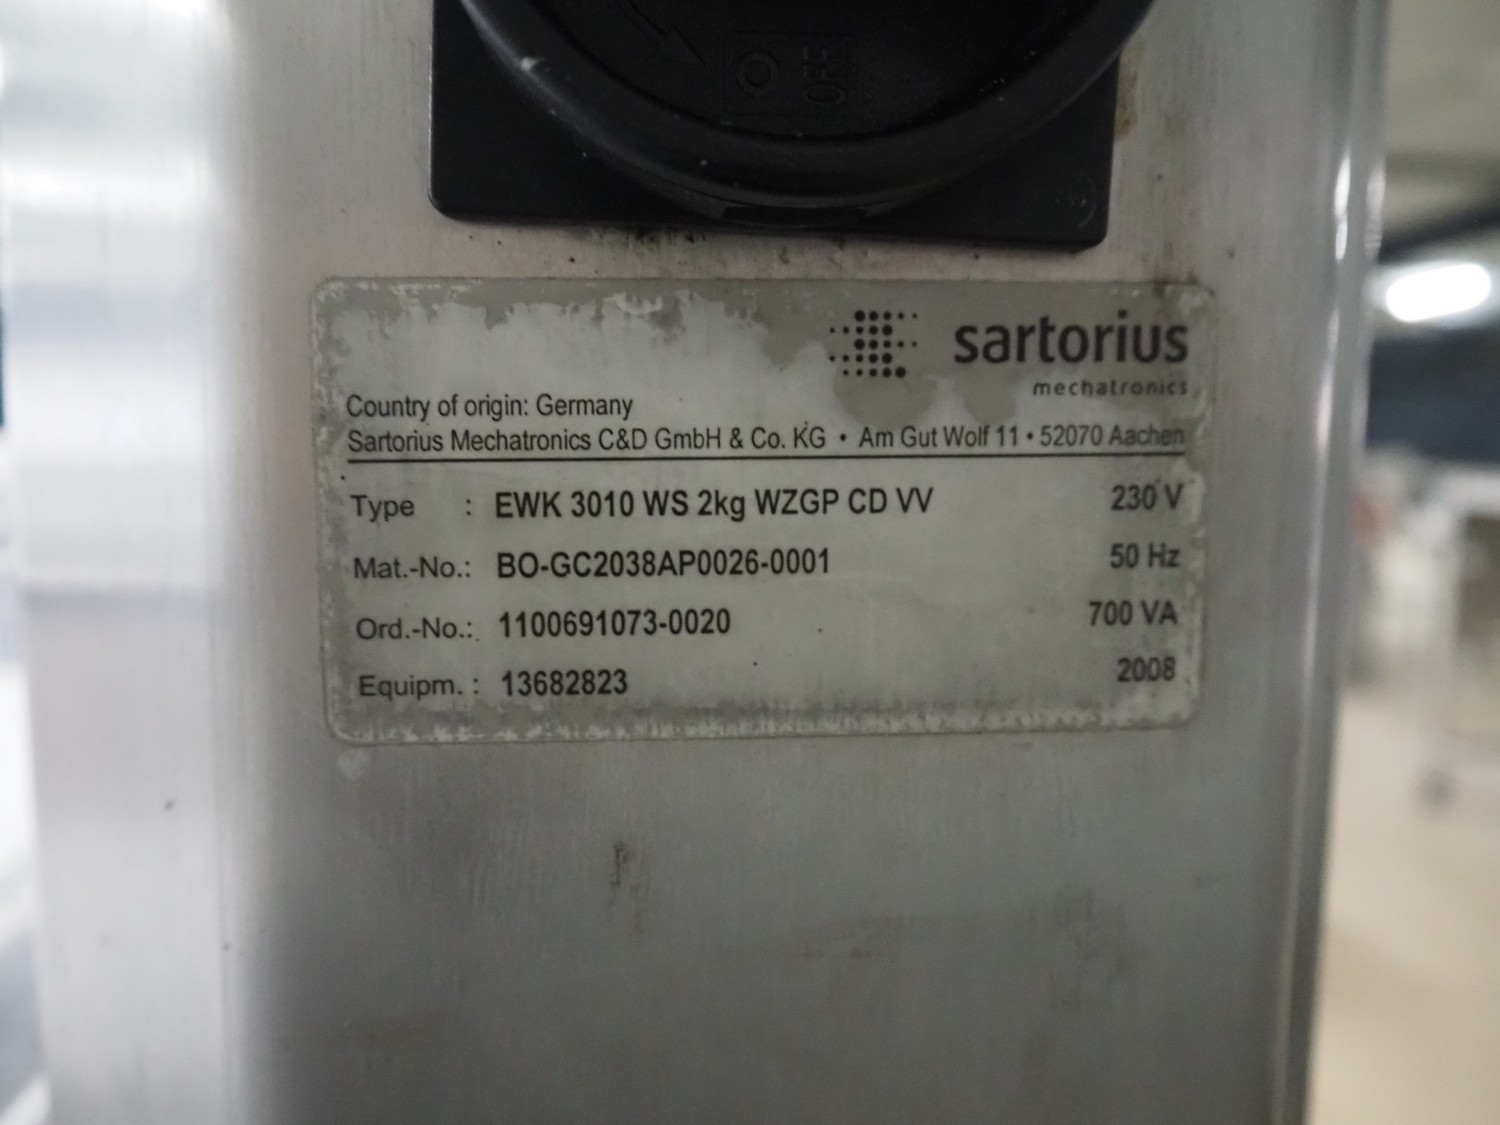 O OFF
sartorius
mechatronics
Country of origin: Germany
Sartorius Mechatronics C&D GmbH & Co. KG • Am Gut Wolf 11 • 52070 Aachen
Type : EWK 3010 WS 2kg WZGP CD VV 230 V
Mat.-No.: BO-GC2038AP0026-0001 50 Hz
Ord.-No.: 1100691073-0020 700 VA
Equipm. : 13682823 2008